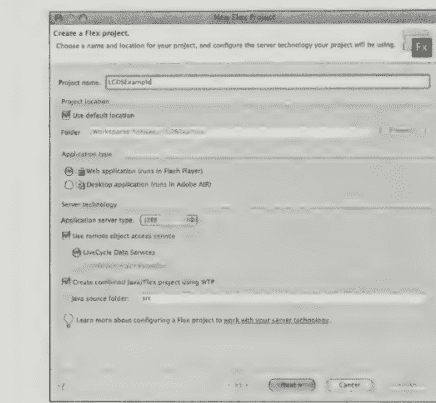 New Flex Project
Create a Flex project.
Choose a name and location for your project, and configure the server technology your project will be using.
Fx
Project name: LCDSExample
Project location
Use default location
Folder:
Application type
Web application (runs in Flash Player)
Desktop application (runs in Adobe AIR)
Server technology
Application server type: J2EE
Use remote object access service
LiveCycle Data Services
Create combined Java/Flex project using WTP
Java source folder: src
Learn more about configuring a Flex project to work with your server technology.
Next > Cancel